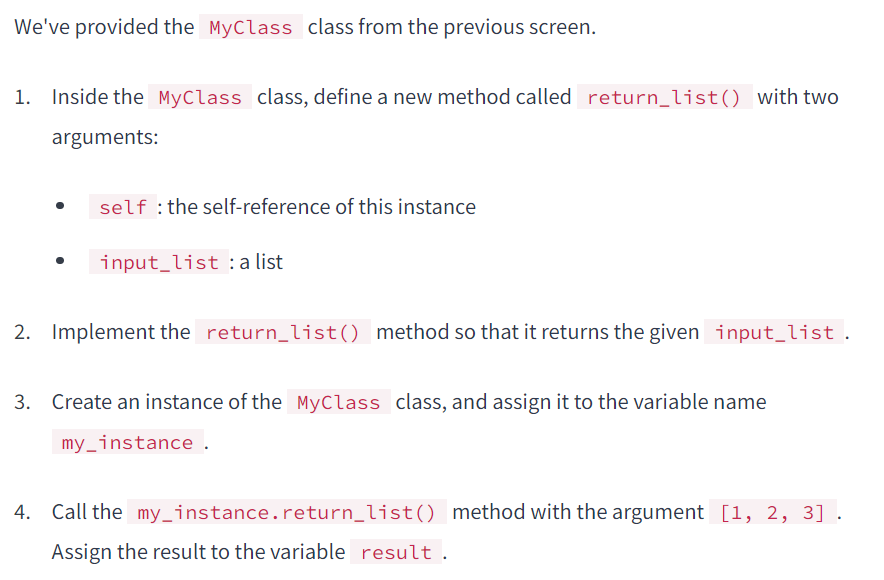 We've provided the MyClass class from the previous screen.
1. Inside the MyClass class, define a new method called return_list() with two
arguments:
• self : the self-reference of this instance
• input_list : a list
2. Implement the return_list() method so that it returns the given input_list .
3. Create an instance of the MyClass class, and assign it to the variable name
my_instance .
4. Call the my_instance.return_list() method with the argument [1, 2, 3] .
Assign the result to the variable result .